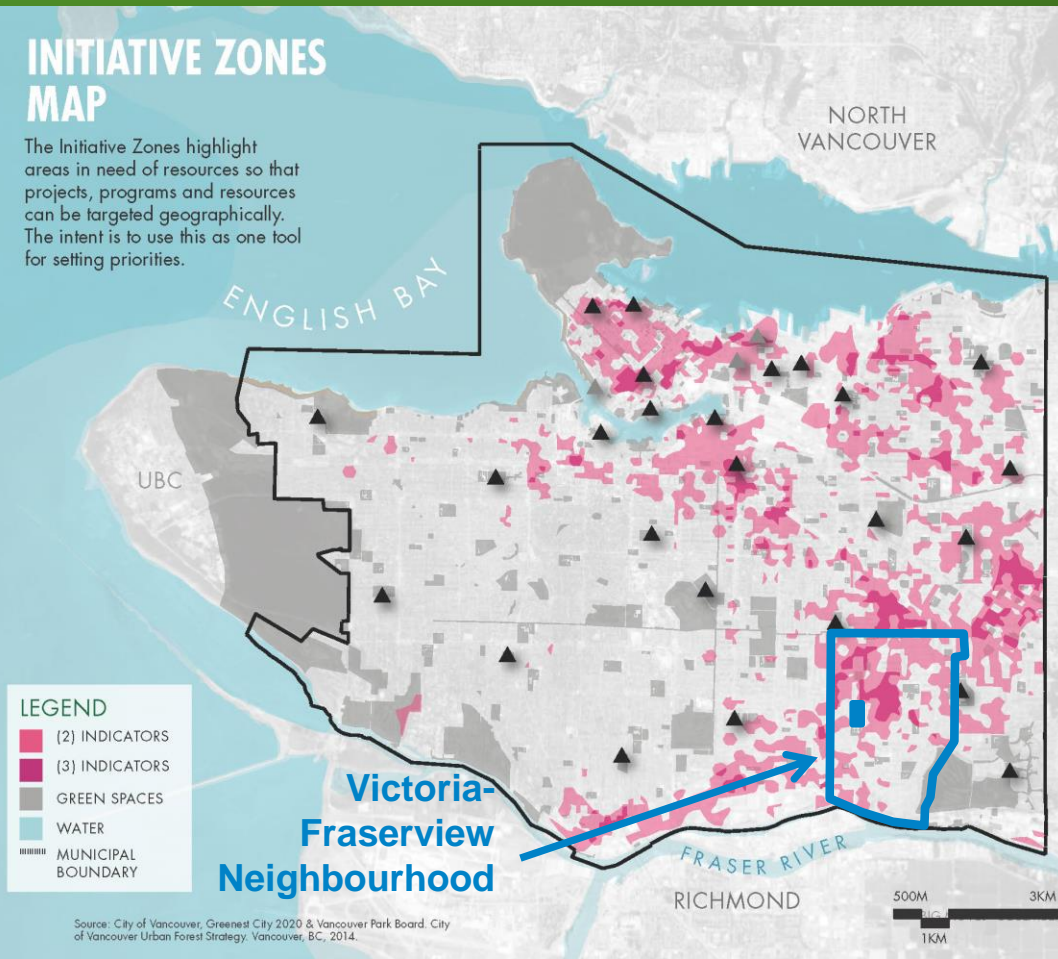 INITIATIVE ZONES
MAP
The Initiative Zones highlight
areas in need of resources so that
projects, programs and resources
can be targeted geographically.
The intent is to use this as one tool
for setting priorities.
NORTH
VANCOUVER
ENGLISH BAY
UBC
LEGEND
(2) INDICATORS
(3) INDICATORS
GREEN SPACES
WATER
MUNICIPAL
BOUNDARY
Victoria-
Fraserview
Neighbourhood
FRASER RIVER
RICHMOND
500M
3KM
1KM
Source: City of Vancouver, Greenest City 2020 & Vancouver Park Board. City
of Vancouver Urban Forest Strategy. Vancouver, BC, 2014.